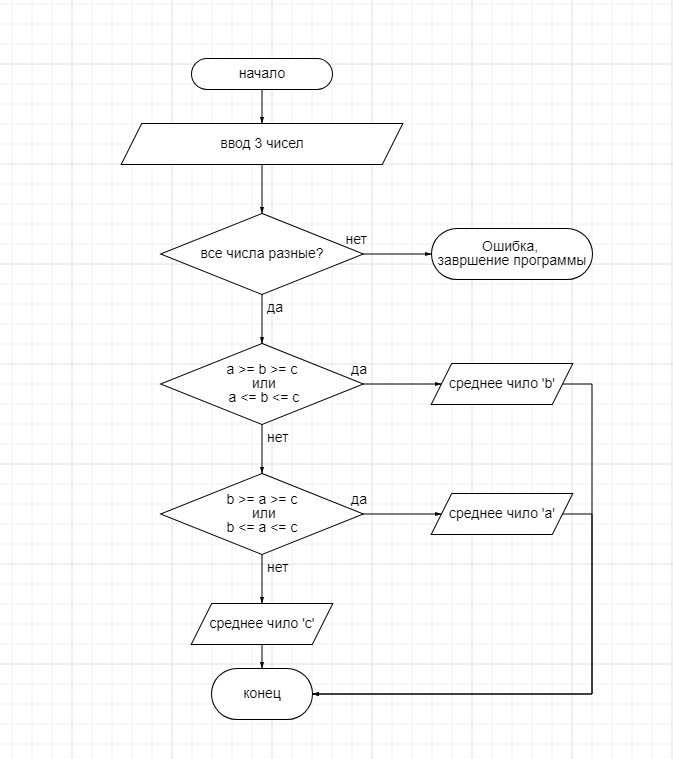 начало
ввод 3 чисел
все числа разные?
нет
Ошибка,
завршение программы
да
a >= b >= c
или
a <= b <= c
да
среднее чило 'b'
нет
b >= a >= c
или
b <= a <= c
да
среднее чило 'a'
нет
среднее чило 'c'
конец